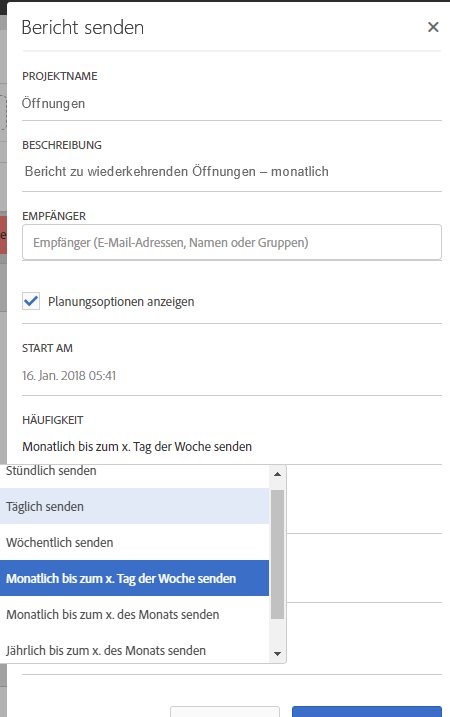 Bericht senden
PROJEKTNAME
Öffnungen
BESCHREIBUNG
Bericht zu wiederkehrenden Öffnungen – monatlich
EMPFÄNGER
Empfänger (E-Mail-Adressen, Namen oder Gruppen)
Planungsoptionen anzeigen
START AM
16. Jan. 2018 05:41
HÄUFIGKEIT
Monatlich bis zum x. Tag der Woche senden
Stündlich senden
Täglich senden
Wöchentlich senden
Monatlich bis zum x. Tag der Woche senden
Monatlich bis zum x. des Monats senden
Jährlich bis zum x. des Monats senden